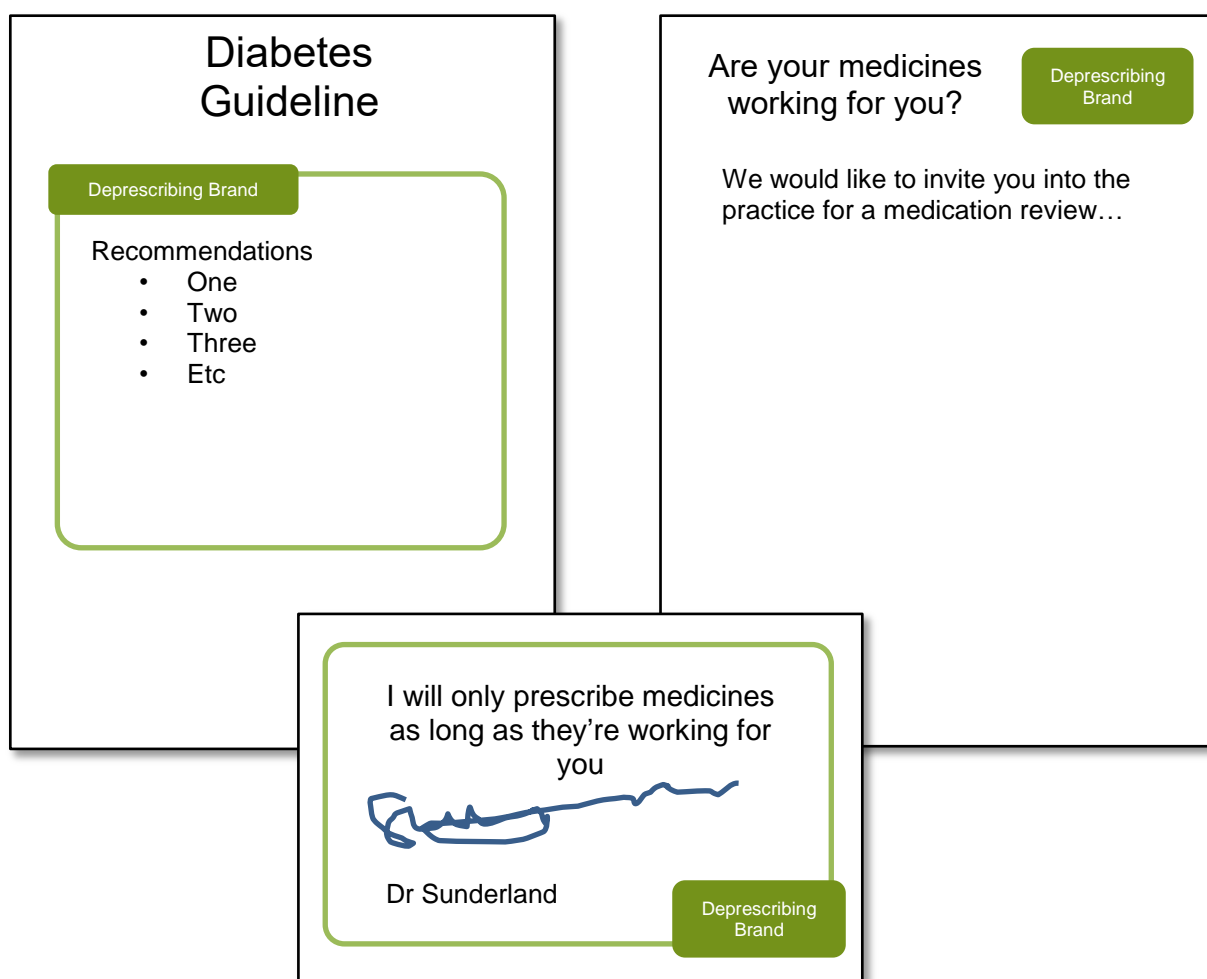 Diabetes
Guideline
Deprescribing Brand
Recommendations
• One
• Two
• Three
• Etc
Are your medicines
working for you?
Deprescribing
Brand
We would like to invite you into the
practice for a medication review…
I will only prescribe medicines
as long as they’re working for
you
Dr Sunderland
Deprescribing
Brand